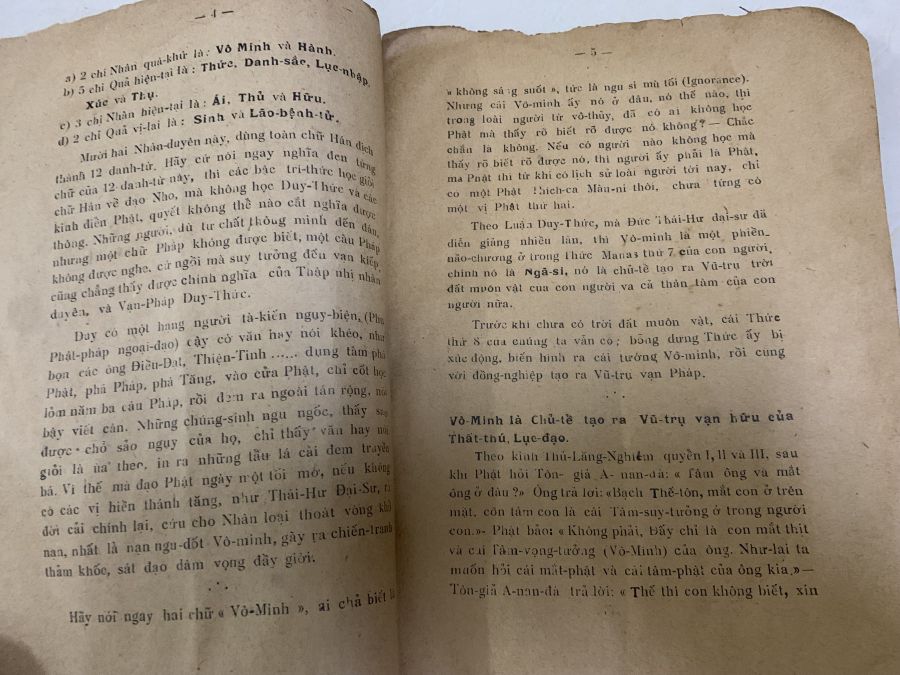 — 4 —
a) 2 chi Nhân quá-khứ là: Vô Minh và Hành.
b) 5 chi Quả hiện-tại là: Thức, Danh-sắc, Lục-nhập,
Xúc và Thụ.
c) 3 chi Nhân hiện-tại là: Ái, Thủ và Hữu.
d) 2 chi Quả vị-lai là: Sinh và Lão-bệnh-tử.
Mười hai Nhân-duyên này, dùng toàn chữ Hán dịch
thành 12 danh-từ. Hãy cứ nói ngay nghĩa đen từng
chữ của 12 danh-từ này, thì các bậc trí-thức học giỏi
chữ Hán về đạo Nho, mà không học Duy-Thức và các
kinh điển Phật, quyết không thể nào cắt nghĩa được
thông. Những người, dù tư chất thông minh đến đâu,
nhưng một chữ Pháp không được biết, một câu Pháp
không được nghe, cứ ngồi mà suy tưởng đến vạn kiếp,
cũng chẳng thấy được chính nghĩa của Thập nhị nhân
duyên, và Vạn-Pháp Duy-Thức.
Duy có một hạng người tà-kiến ngụy-biện, (Phụ
Phật-pháp ngoại-đạo) cậy có văn hay nói khéo, như
bọn các ông Điều-Đạt, Thiện-Tinh ...... dụng tâm phá
Phật, phá Pháp, phá Tăng, vào cửa Phật, chỉ cốt học
lỏm năm ba câu Pháp, rồi đem ra ngoài tán rộng, nói
bậy viết càn. Những chúng-sinh ngu ngốc, thấy sao
được chỗ sảo ngụy của họ, chỉ thấy văn hay nói
giỏi là ùa theo, in ra những tầu lá cải đem truyền
bá. Vì thế mà đạo Phật ngày một tối mờ, nếu không
có các vị hiền thánh tăng, như Thái-Hư Đại-Sư, ra
đời cải chính lại, cứu cho Nhân loại thoát vòng khổ
nạn, nhất là nạn ngu-dốt Vô-minh, gây ra chiến-tranh
thảm khốc, sát đạo dâm vọng đầy giới.
Hãy nói ngay hai chữ « Vô-Minh », ai chả biết là
— 5 —
« không sáng suốt », tức là ngu si mù tối (Ignorance).
Nhưng cái Vô-minh ấy nó ở đâu, nó thế nào, thì
trong loài người từ vô-thủy, đã có ai không học
Phật mà thấy rõ biết rõ được nó không? — Chắc
chắn là không. Nếu có người nào không học mà
thấy rõ biết rõ được nó, thì người ấy phải là Phật,
mà Phật thì từ khi có lịch sử loài người tới nay, chỉ
có một Phật Thích-ca Mâu-ni thôi, chưa từng có
một vị Phật thứ hai.
Theo Luận Duy-Thức, mà Đức Thái-Hư đại-sư đã
diễn giảng nhiều lần, thì Vô-minh là một phiền-
não-chướng ở trong Thức Manas thứ 7 của con người,
chính nó là Ngã-si, nó là chủ-tể tạo ra Vũ-trụ trời
đất muôn vật của con người và cả thân tâm của con
người nữa.
Trước khi chưa có trời đất muôn vật, cái Thức
thứ 8 của chúng ta vẫn có; bỗng dưng Thức ấy bị
xúc động, biến hình ra cái tướng Vô-minh, rồi cùng
với đồng-nghiệp tạo ra Vũ-trụ vạn Pháp.
Vô-Minh là Chủ-tể tạo ra Vũ-trụ vạn hữu của
Thất-thú, Lục-đạo.
Theo kinh Thủ-Lăng-Nghiêm quyển I, II và III, sau
khi Phật hỏi Tôn-giả A-nan-đà: « Tâm ông và mắt
ông ở đâu?» Ông trả lời: «Bạch Thế-tôn, mắt con ở trên
mặt, còn tâm con là cái Tâm-suy-tưởng ở trong người
con.»- Phật bảo: «Không phải, Đấy chỉ là con mắt thịt
và cái Tâm-vọng-tưởng (Vô-Minh) của ông. Như-lai ta
muốn hỏi cái mắt-phật và cái tâm-phật của ông kia.»—
Tôn-giả A-nan-đà trả lời: « Thế thì con không biết, xin